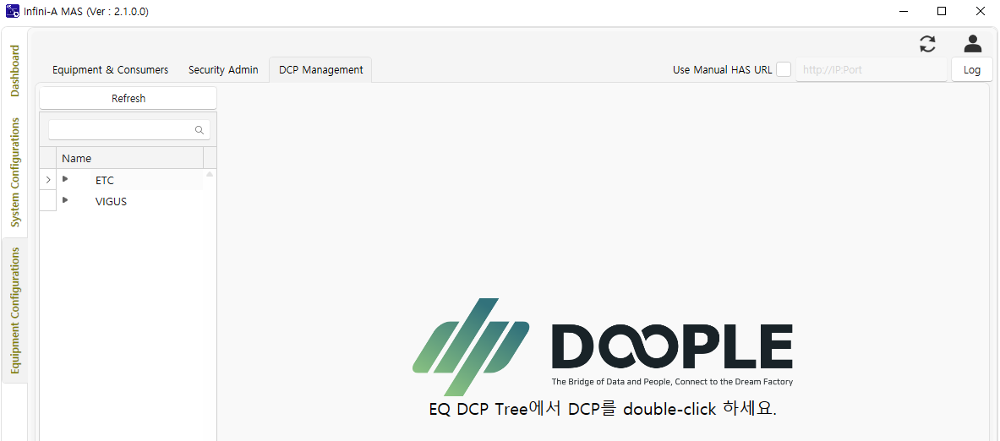 Infini-A MAS (Ver : 2.1.0.0)
Dashboard
System Configurations
Equipment Configurations
Equipment & Consumers
Security Admin
DCP Management
Use Manual HAS URL
http://IP:Port
Log
Refresh
Name
ETC
VIGUS
DOOPLE
The Bridge of Data and People, Connect to the Dream Factory
EQ DCP Tree에서 DCP를 double-click 하세요.